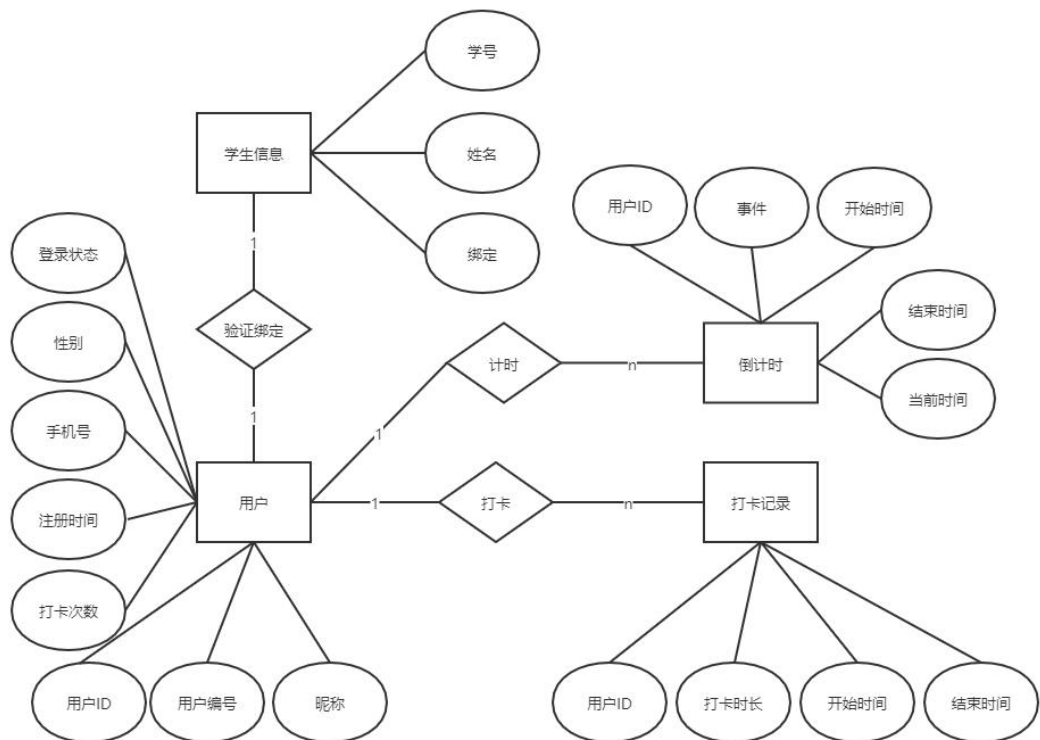 学号
学生信息
姓名
用户ID
事件
开始时间
登录状态
1
绑定
结束时间
性别
验证绑定
计时
n
倒计时
当前时间
手机号
1
1
用户
1
打卡
n
打卡记录
注册时间
打卡次数
用户ID
用户编号
昵称
用户ID
打卡时长
开始时间
结束时间